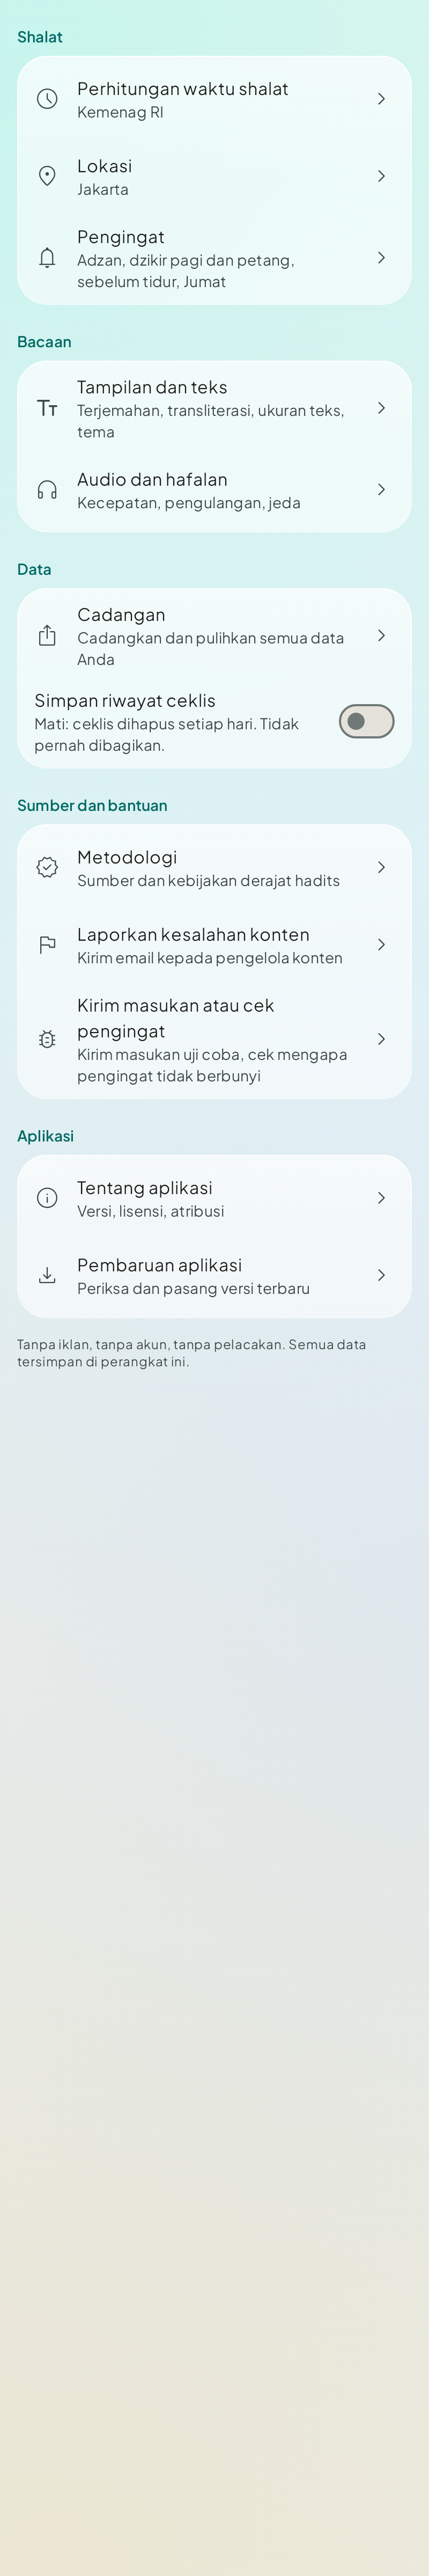 Shalat
Perhitungan waktu shalat
Kemenag RI
Lokasi
Jakarta
Pengingat
Adzan, dzikir pagi dan petang,
sebelum tidur, Jumat
Bacaan
Tampilan dan teks
Terjemahan, transliterasi, ukuran teks,
tema
Audio dan hafalan
Kecepatan, pengulangan, jeda
Data
Cadangan
Cadangkan dan pulihkan semua data
Anda
Simpan riwayat ceklis
Mati: ceklis dihapus setiap hari. Tidak
pernah dibagikan.
Sumber dan bantuan
Metodologi
Sumber dan kebijakan derajat hadits
Laporkan kesalahan konten
Kirim email kepada pengelola konten
Kirim masukan atau cek
pengingat
Kirim masukan uji coba, cek mengapa
pengingat tidak berbunyi
Aplikasi
Tentang aplikasi
Versi, lisensi, atribusi
Pembaruan aplikasi
Periksa dan pasang versi terbaru
Tanpa iklan, tanpa akun, tanpa pelacakan. Semua data
tersimpan di perangkat ini.